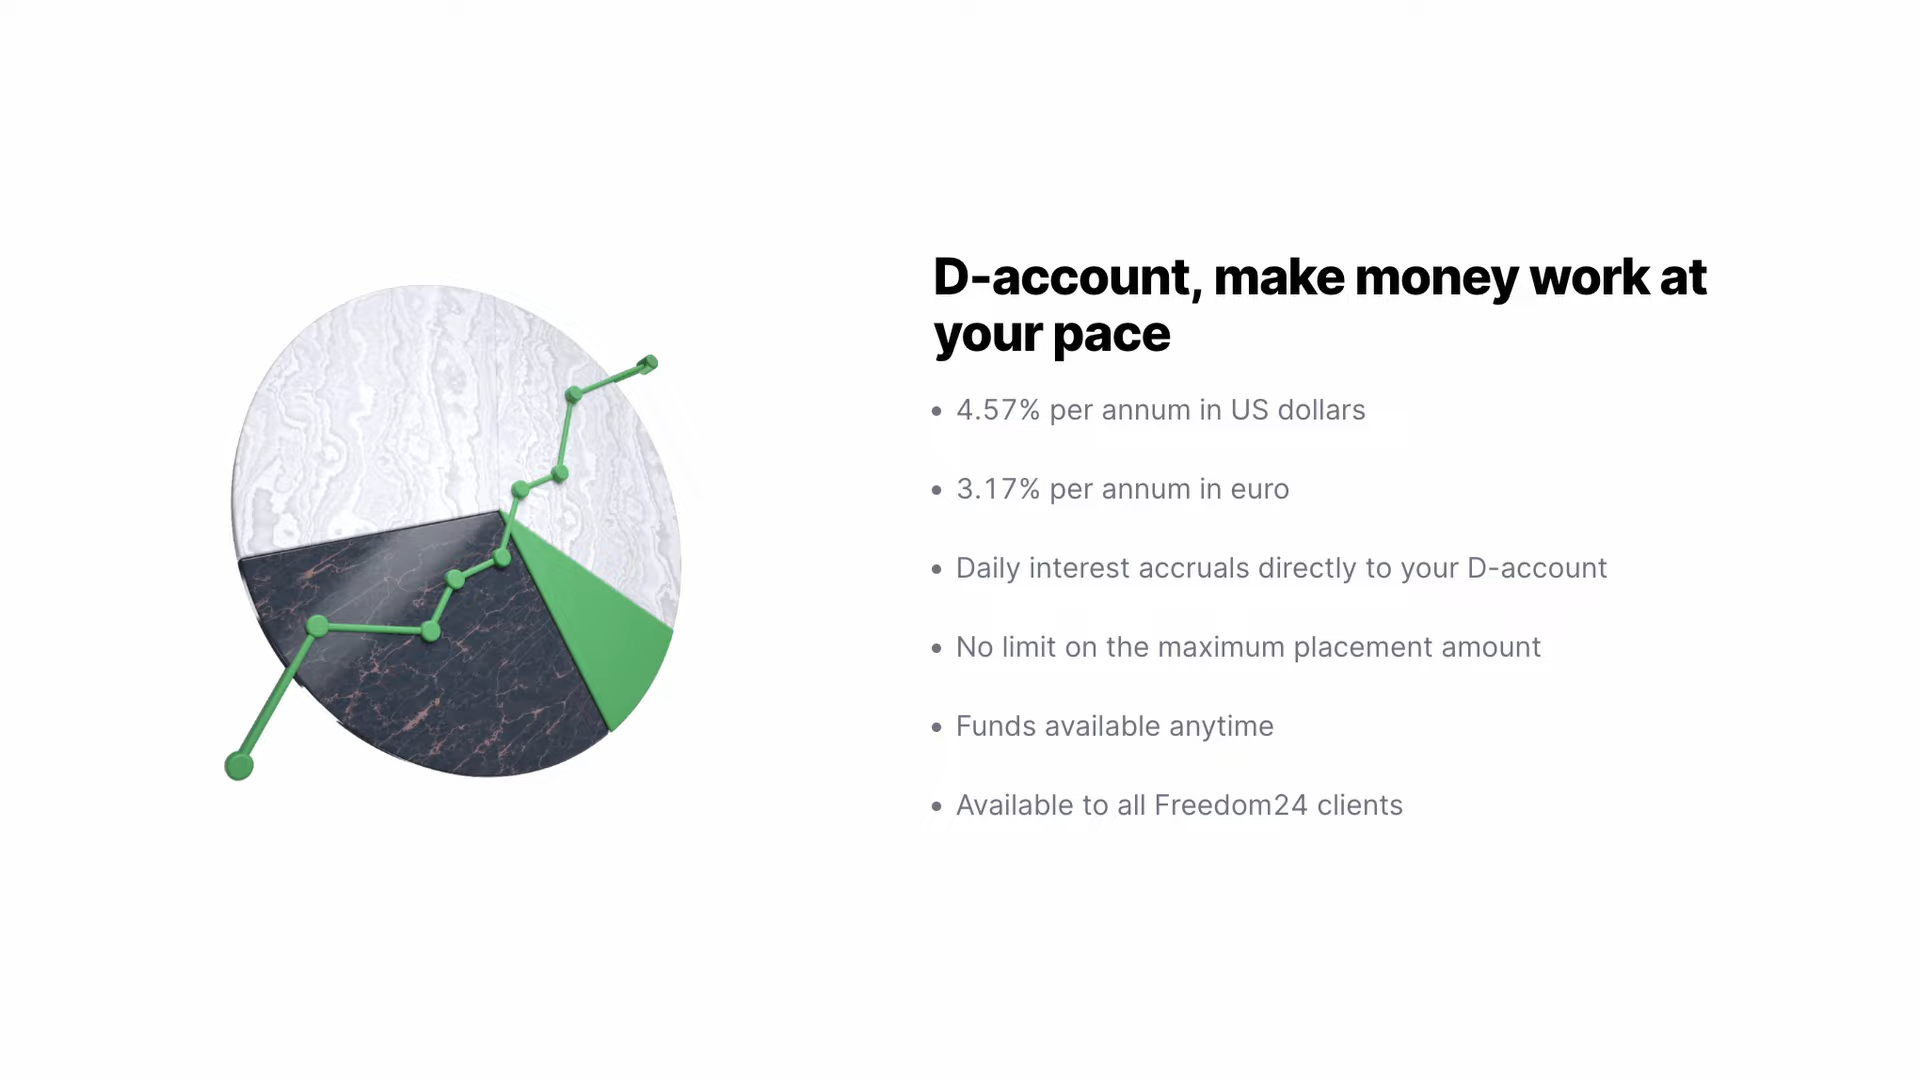 D-account, make money work at
your pace
• 4.57% per annum in US dollars
• 3.17% per annum in euro
• Daily interest accruals directly to your D-account
• No limit on the maximum placement amount
• Funds available anytime
• Available to all Freedom24 clients